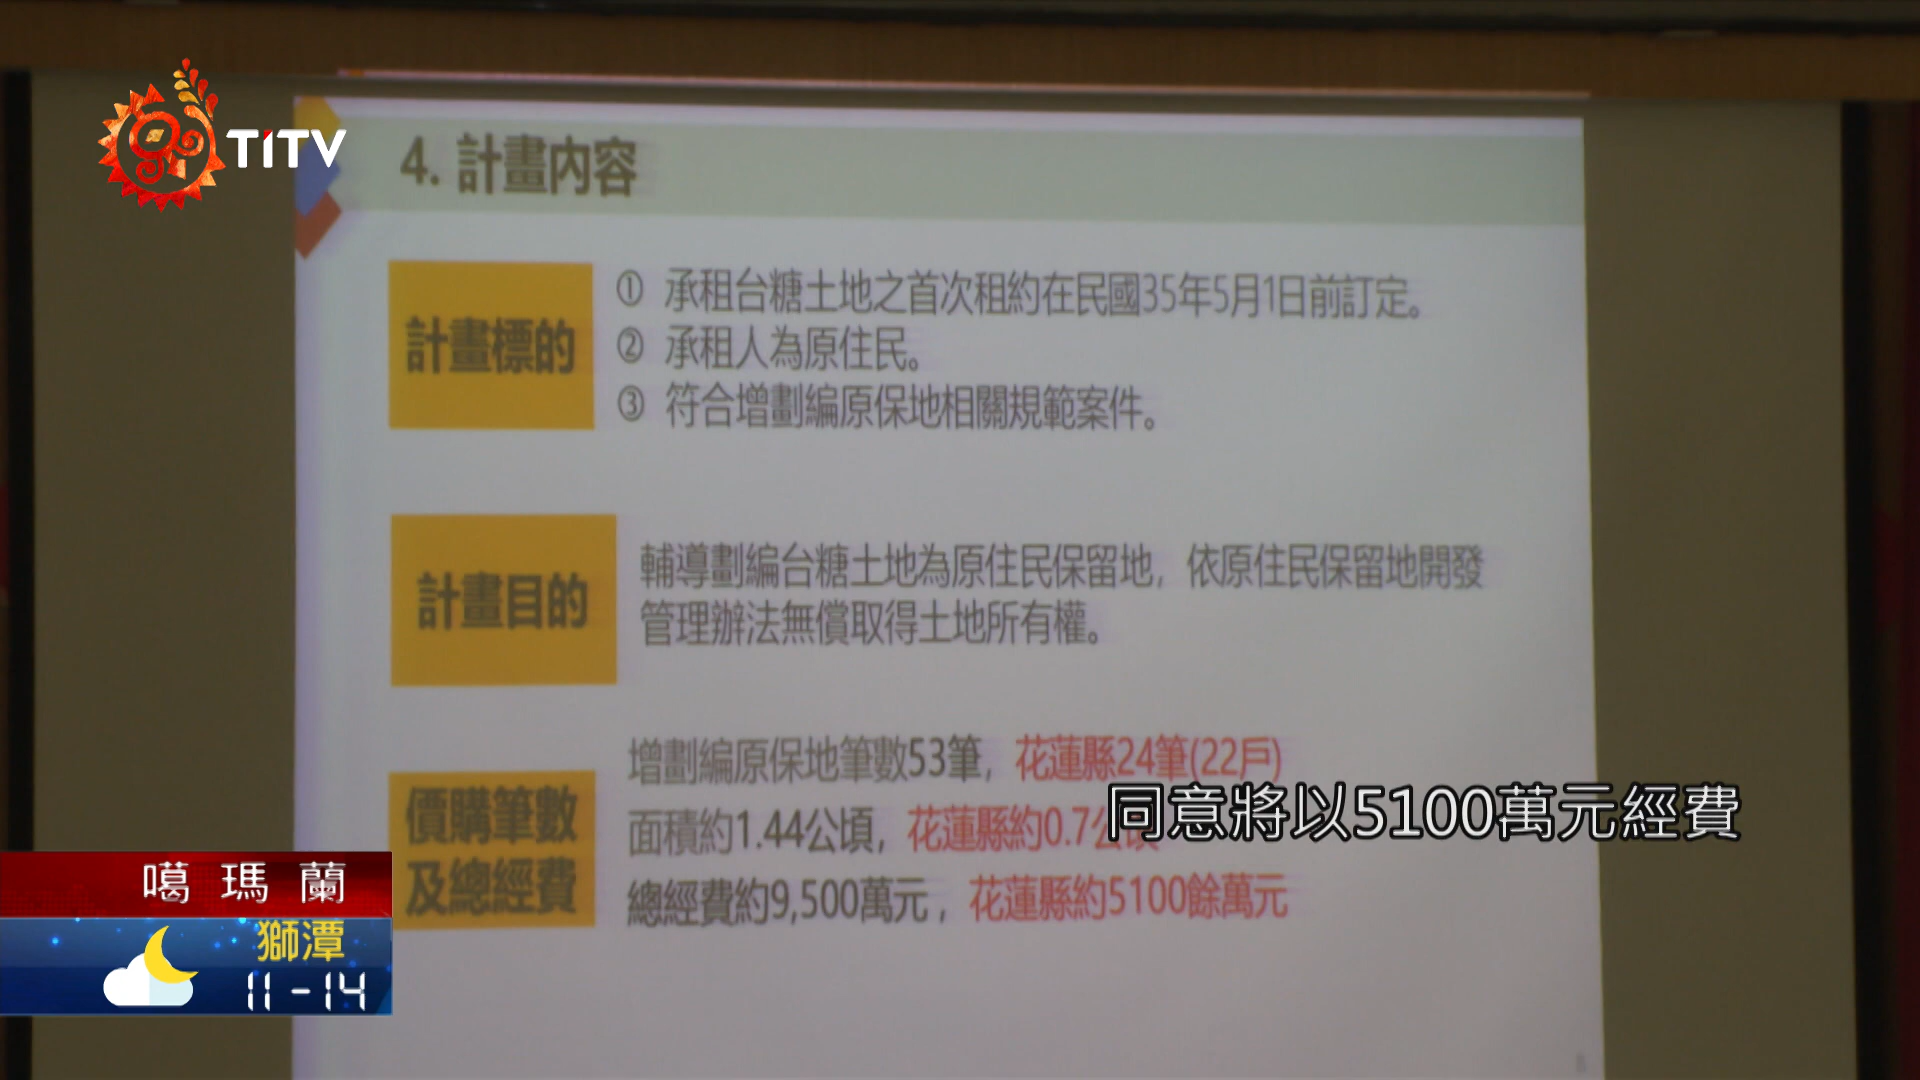 TITV
4. 計畫內容
計畫標的
① 承租台糖土地之首次租約在民國35年5月1日前訂定。
② 承租人為原住民。
③ 符合增劃編原保地相關規範案件。
計畫目的
輔導劃編台糖土地為原住民保留地，依原住民保留地開發
管理辦法無償取得土地所有權。
價購筆數
及總經費
增劃編原保地筆數53筆，花蓮縣24筆(22戶)
面積約1.44公頃，花蓮縣約0.7公頃
總經費約9,500萬元，花蓮縣約5100餘萬元
同意將以5100萬元經費
噶瑪蘭
獅潭
11-14